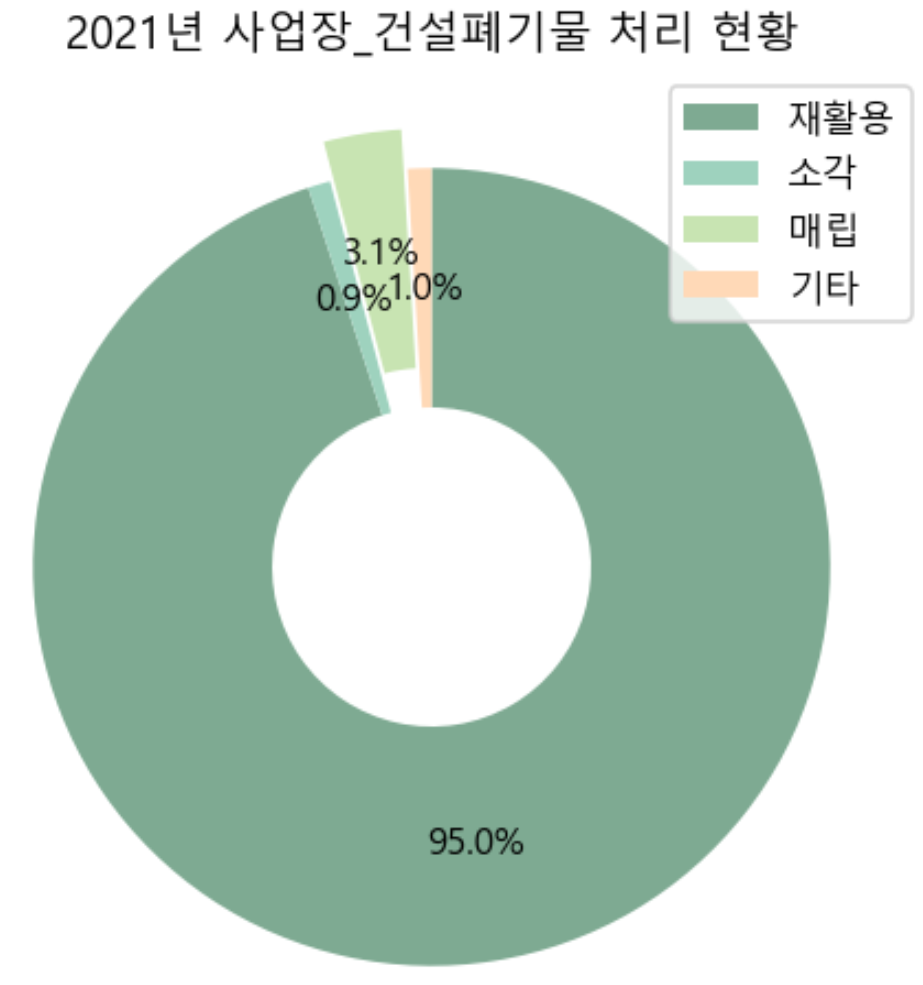 2021년 사업장_건설폐기물 처리 현황
재활용
소각
매립
기타
3.1%
0.9%
1.0%
95.0%